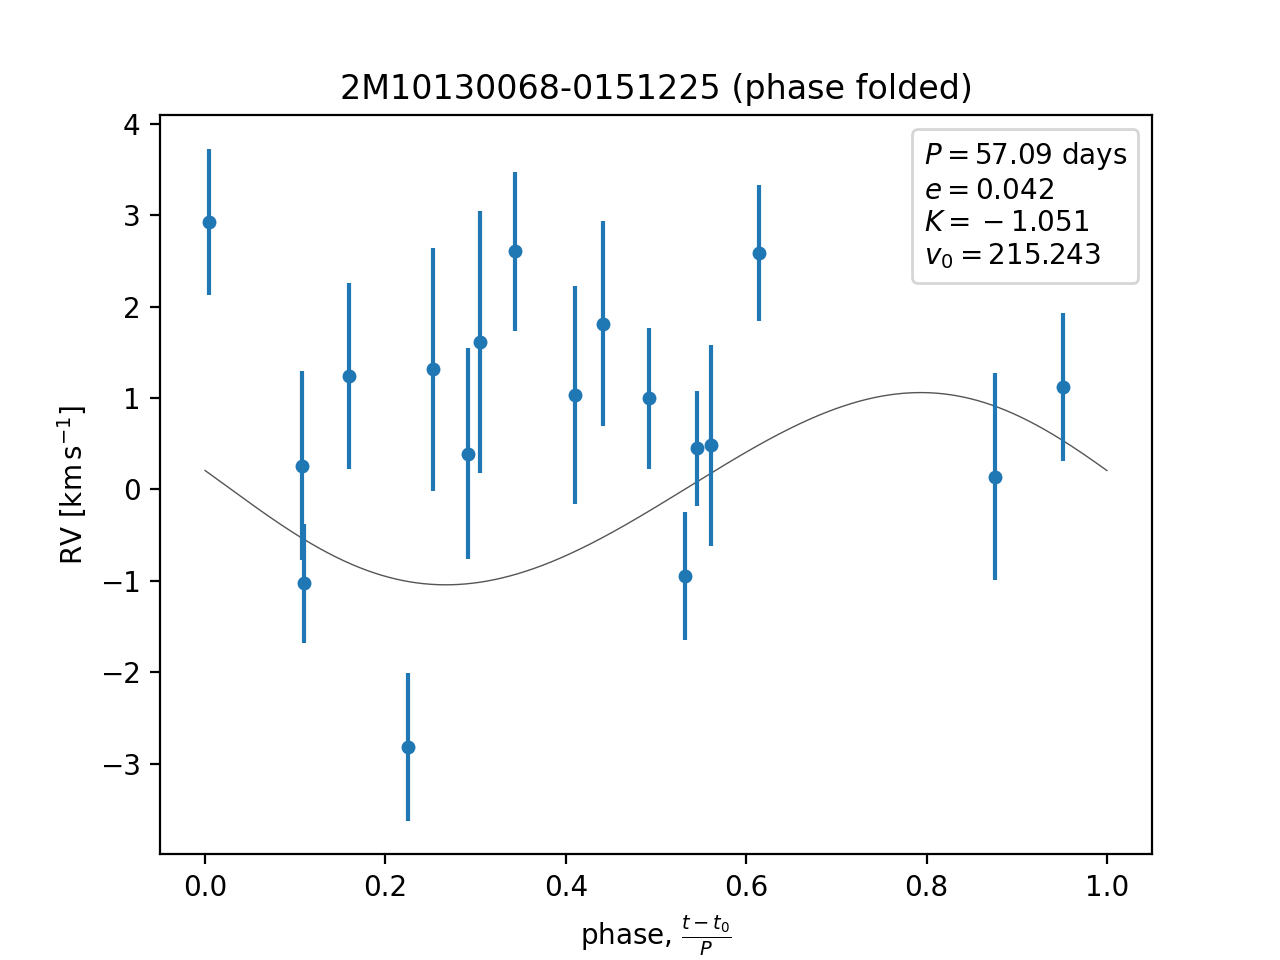 2M10130068-0151225 (phase folded)
P = 57.09 days
e = 0.042
K = −1.051
v₀ = 215.243
4
3
2
1
0
−1
−2
−3
RV [km s⁻¹]
0.0 0.2 0.4 0.6 0.8 1.0
phase, (t − t₀)/P